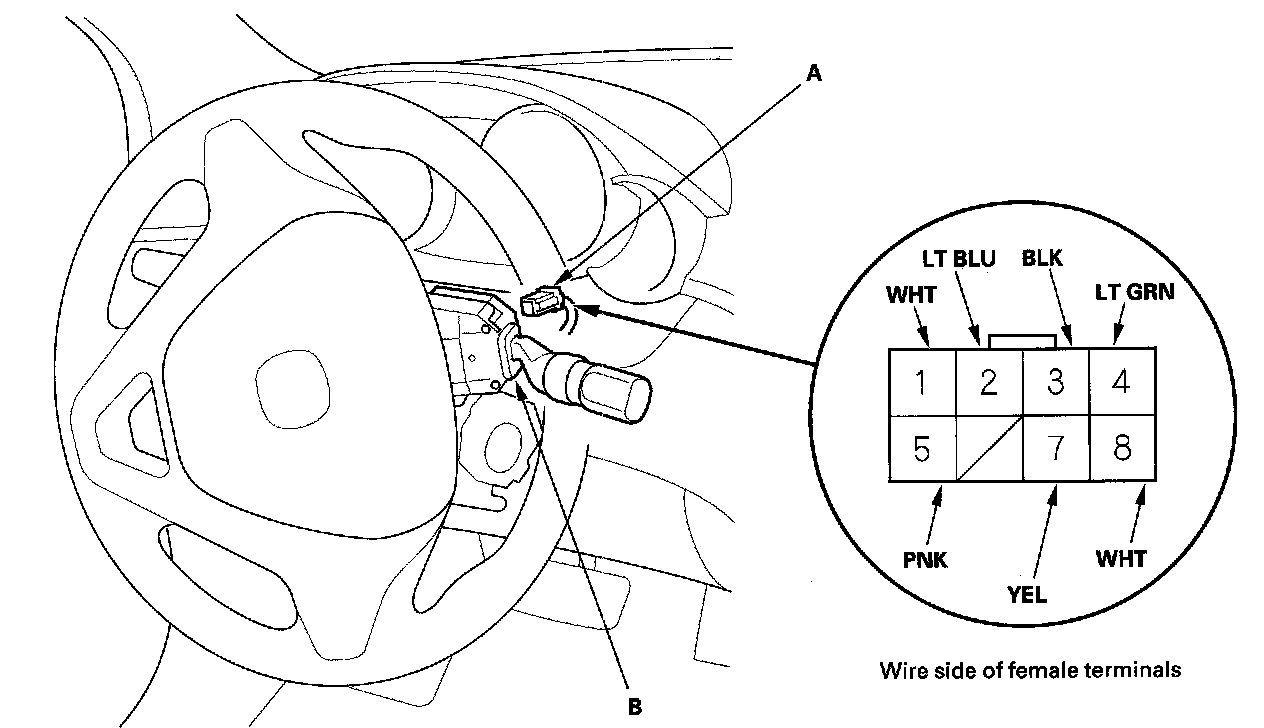 A
LT BLU BLK
WHT LT GRN
1 2 3 4
5 7 8
PNK WHT
YEL
Wire side of female terminals
B